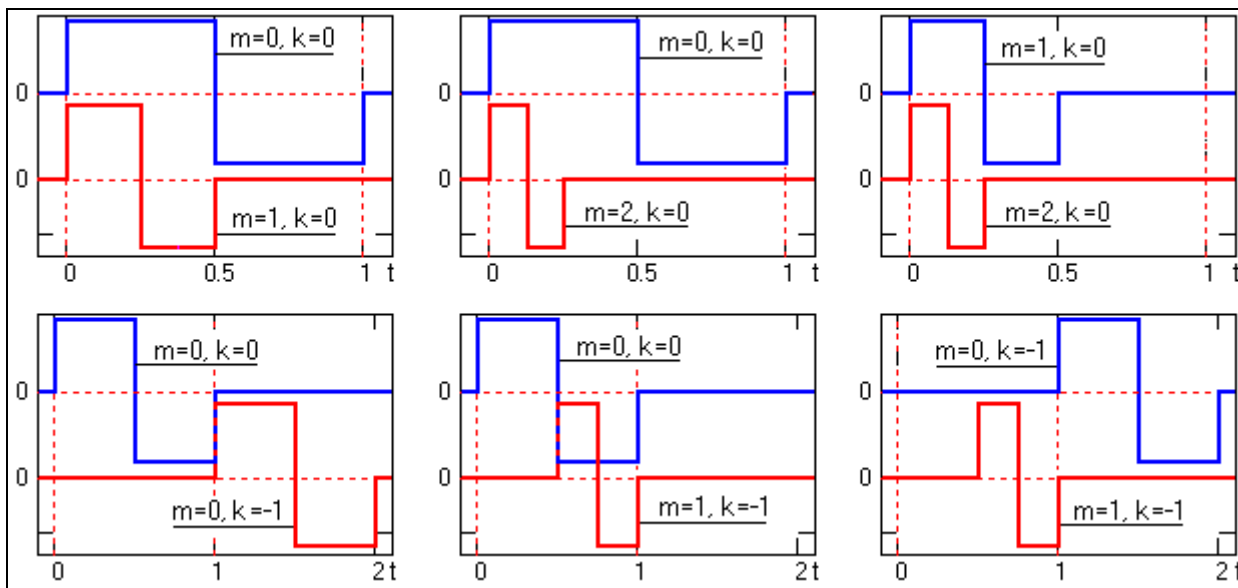 m=0, k=0
0
0
m=1, k=0
0 0.5 1 t
m=0, k=0
0
0
m=2, k=0
0 0.5 1 t
m=1, k=0
0
0
m=2, k=0
0 0.5 1 t
m=0, k=0
0
0
m=0, k=-1
0 1 2 t
m=0, k=0
0
0
m=1, k=-1
0 1 2 t
m=0, k=-1
0
0
m=1, k=-1
0 1 2 t